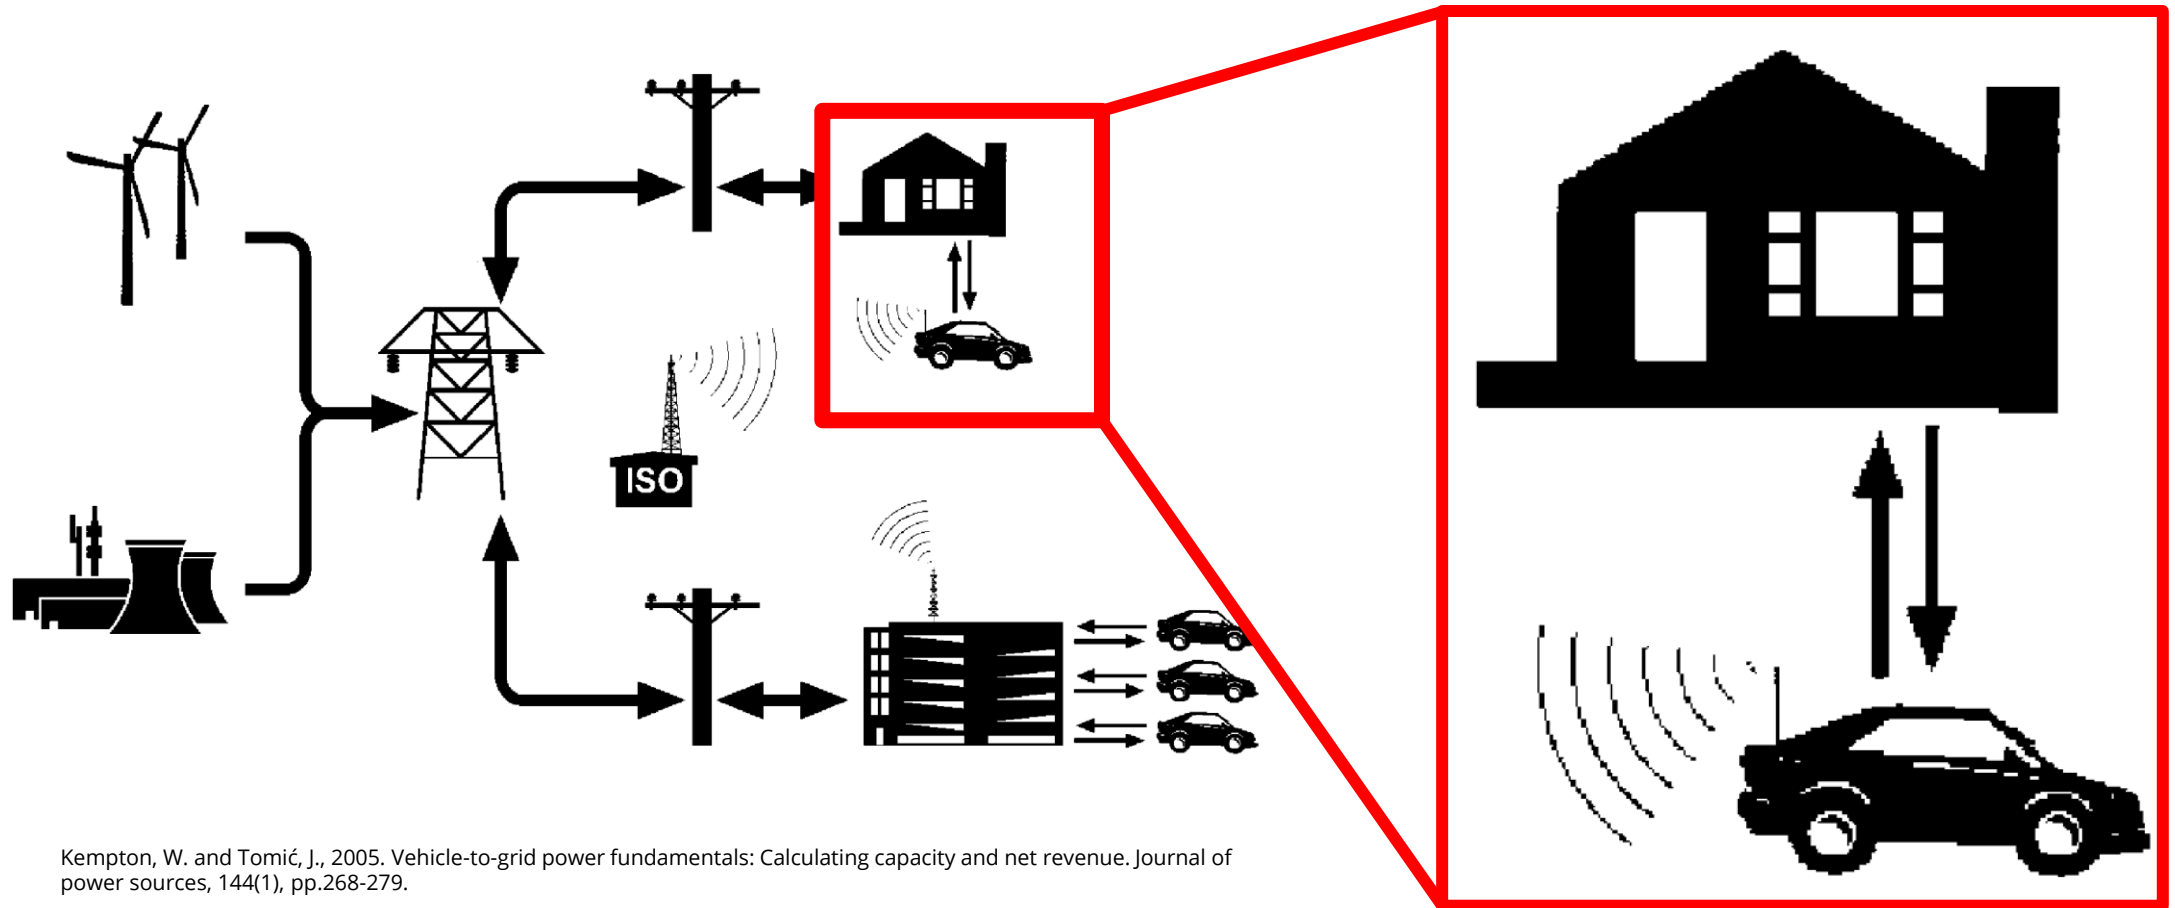 ISO
Kempton, W. and Tomić, J., 2005. Vehicle-to-grid power fundamentals: Calculating capacity and net revenue. Journal of
power sources, 144(1), pp.268-279.